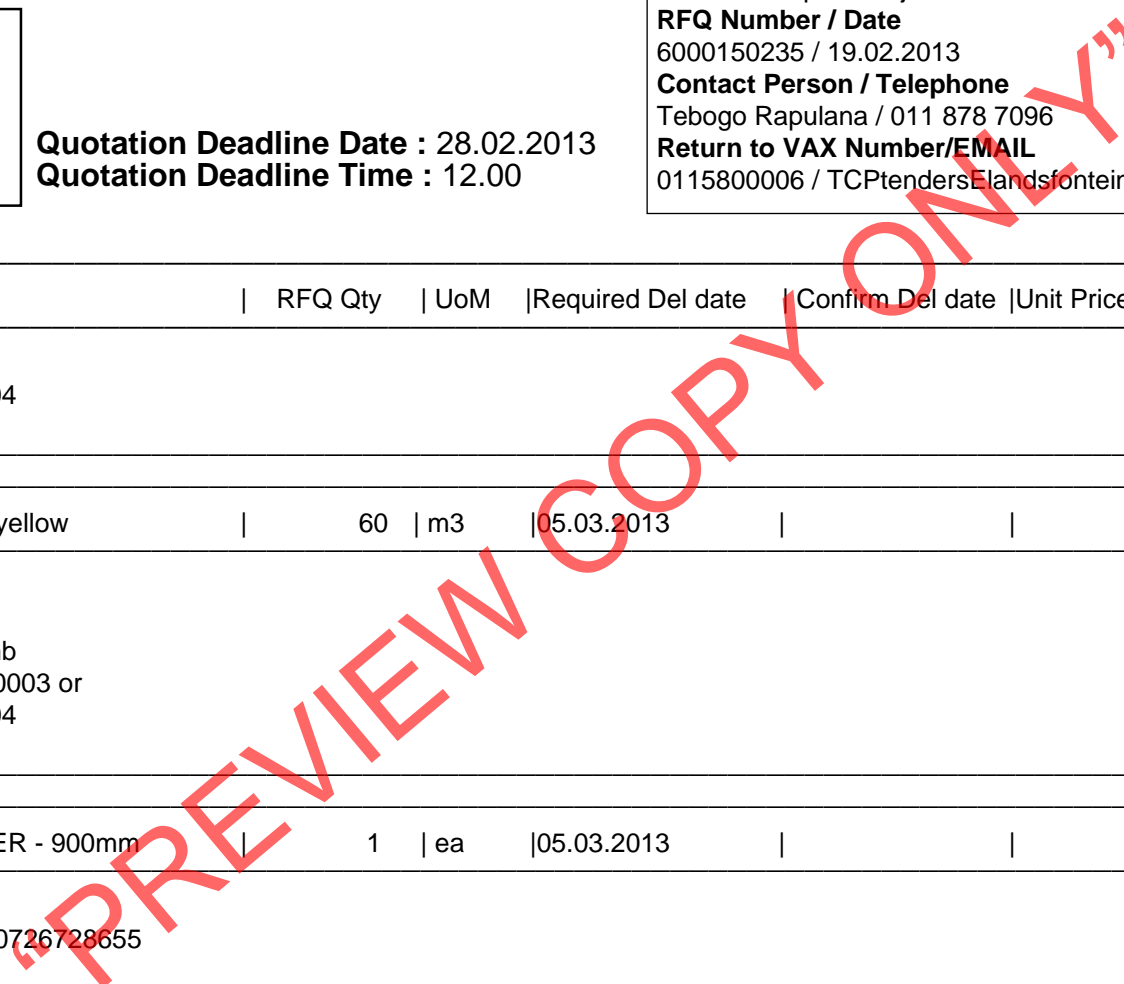 RFQ Number / Date
6000150235 / 19.02.2013
Contact Person / Telephone
Tebogo Rapulana / 011 878 7096
Return to VAX Number/EMAIL
0115800006 / TCPtendersElandsfontein
Quotation Deadline Date : 28.02.2013
Quotation Deadline Time : 12.00
| RFQ Qty | UoM |Required Del date | Confirm Del date |Unit Price
04
yellow | 60 | m3 |05.03.2013 | |
0003 or
04
ER - 900mm | 1 | ea |05.03.2013 | |
0726728655
“PREVIEW COPY ONLY”